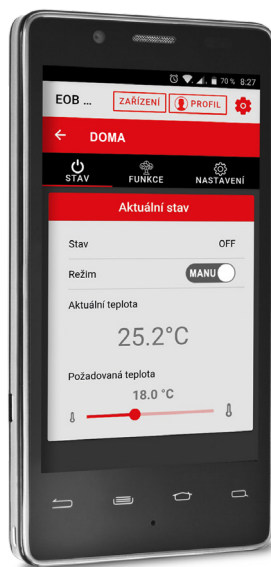 70% 8:27
EOB ... ZAŘÍZENÍ PROFIL
DOMA
STAV FUNKCE NASTAVENÍ
Aktuální stav
Stav OFF
Režim MANU
Aktuální teplota
25.2°C
Požadovaná teplota
18.0 °C